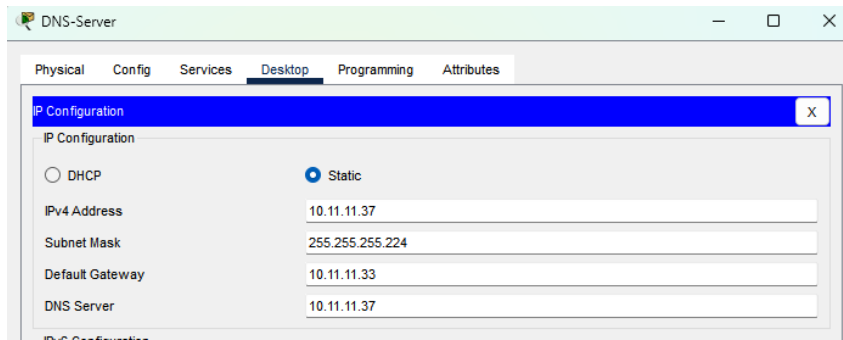 DNS-Server
Physical Config Services Desktop Programming Attributes
IP Configuration X
IP Configuration
DHCP Static
IPv4 Address 10.11.11.37
Subnet Mask 255.255.255.224
Default Gateway 10.11.11.33
DNS Server 10.11.11.37
IPv6 Configuration